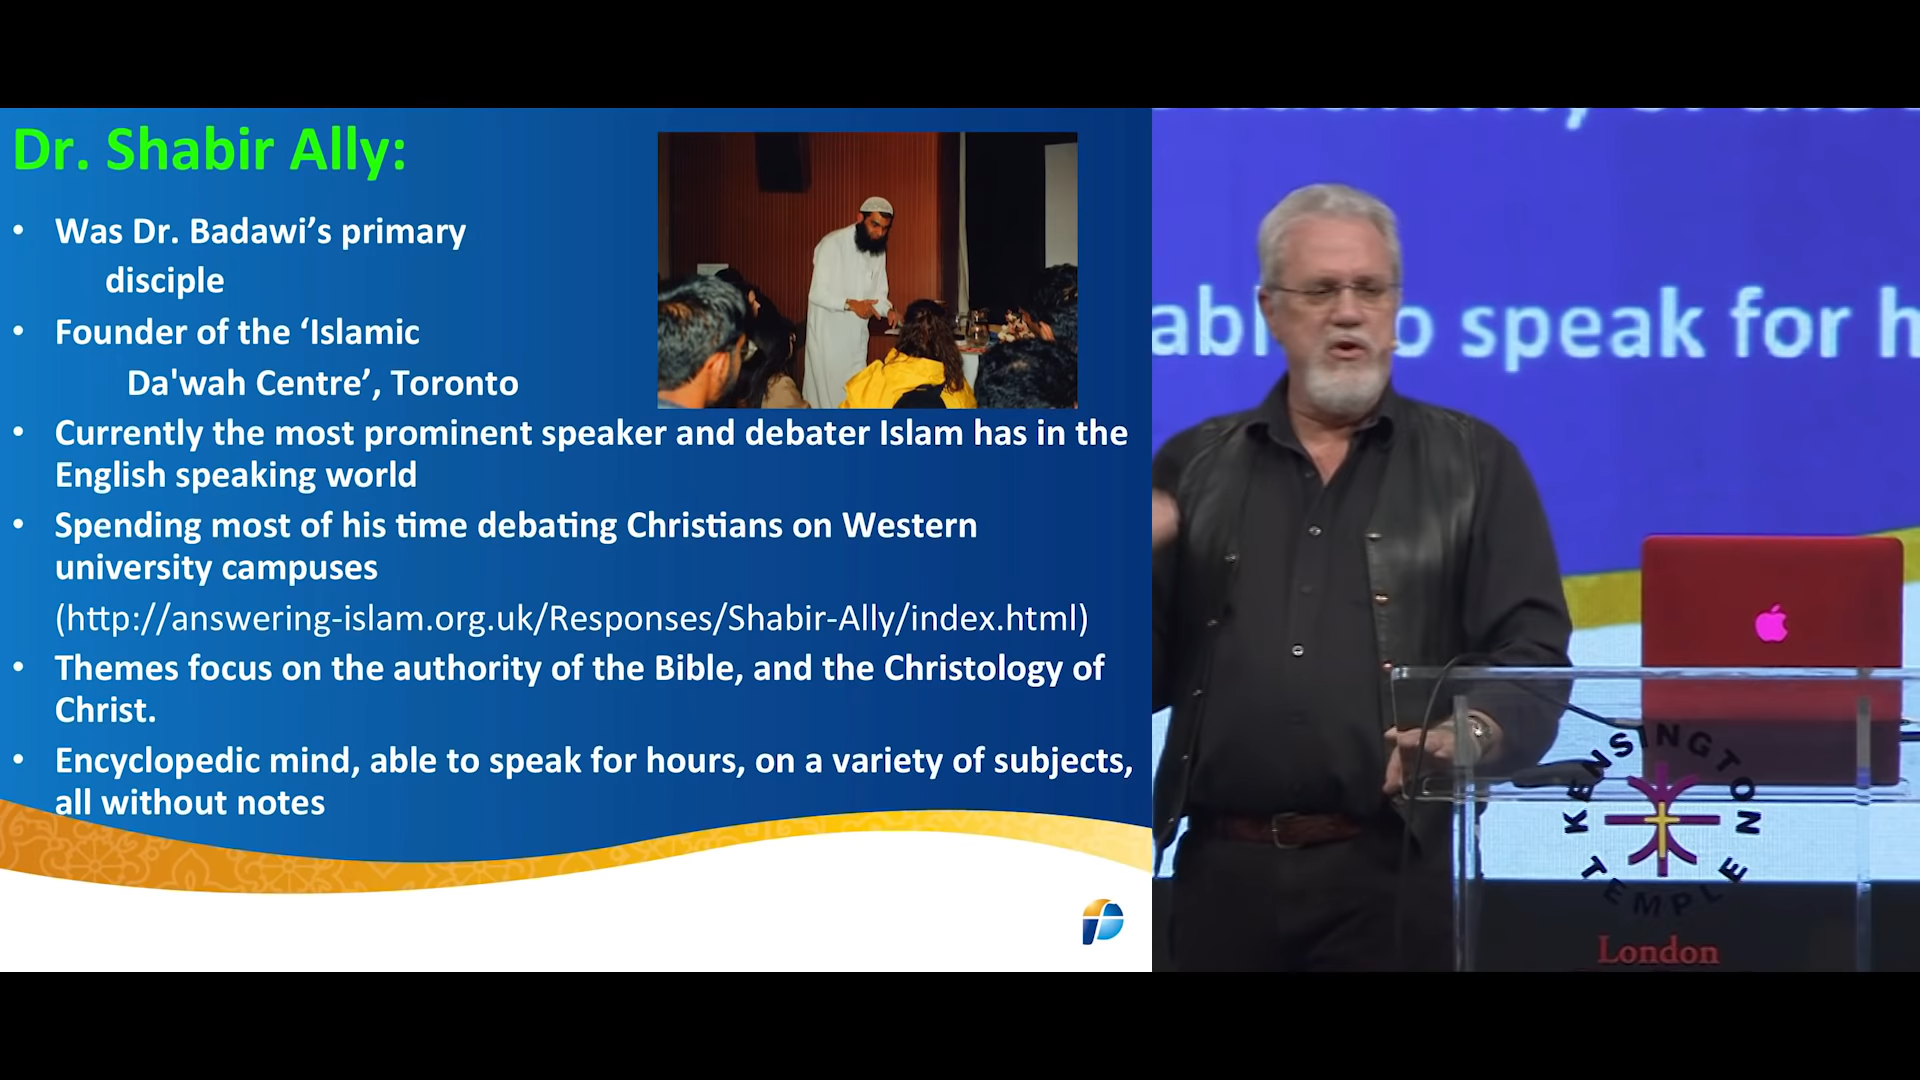 Dr. Shabir Ally:
• Was Dr. Badawi’s primary
disciple
• Founder of the ‘Islamic
Da'wah Centre’, Toronto
• Currently the most prominent speaker and debater Islam has in the
English speaking world
• Spending most of his time debating Christians on Western
university campuses
(http://answering-islam.org.uk/Responses/Shabir-Ally/index.html)
• Themes focus on the authority of the Bible, and the Christology of
Christ.
• Encyclopedic mind, able to speak for hours, on a variety of subjects,
all without notes
to speak for h
KENSINGTON
TEMPLE
London